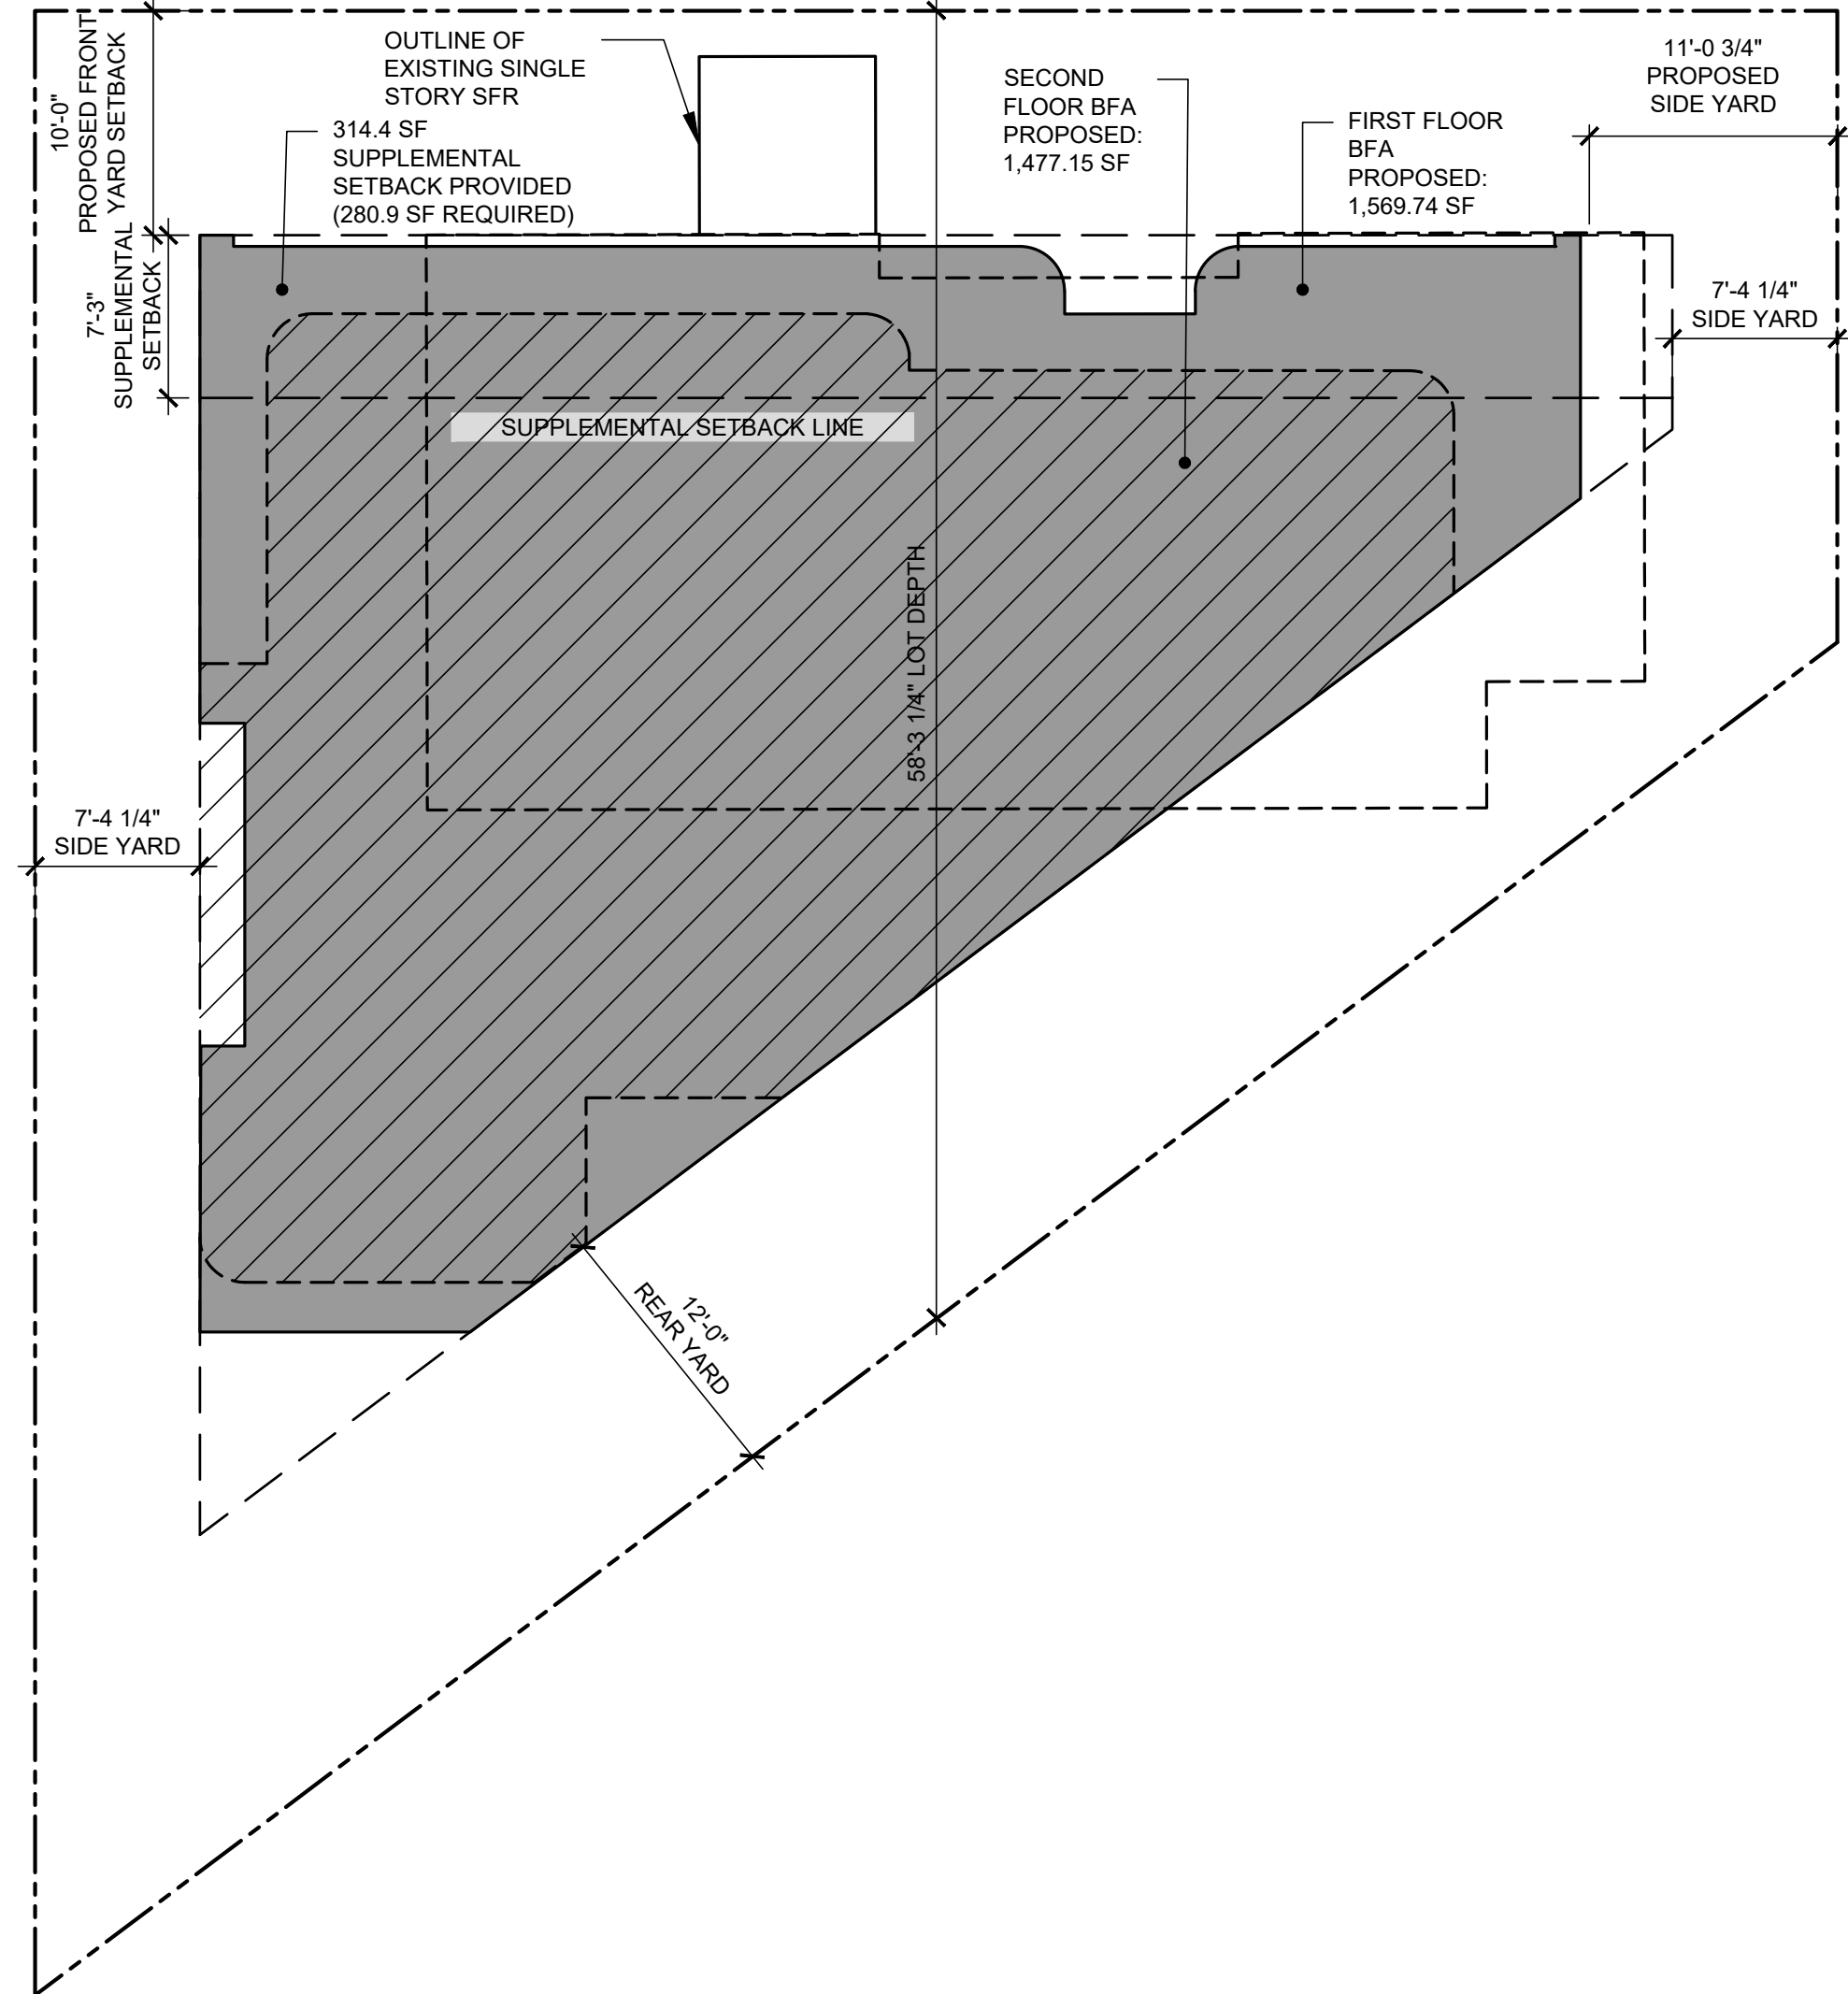 10'-0"
PROPOSED FRONT
YARD SETBACK
OUTLINE OF
EXISTING SINGLE
STORY SFR
314.4 SF
SUPPLEMENTAL
SETBACK PROVIDED
(280.9 SF REQUIRED)
SECOND
FLOOR BFA
PROPOSED:
1,477.15 SF
FIRST FLOOR
BFA
PROPOSED:
1,569.74 SF
11'-0 3/4"
PROPOSED
SIDE YARD
7'-3"
SUPPLEMENTAL
SETBACK
7'-4 1/4"
SIDE YARD
SUPPLEMENTAL SETBACK LINE
58'-3 1/4" LOT DEPTH
7'-4 1/4"
SIDE YARD
12'-0"
REAR YARD